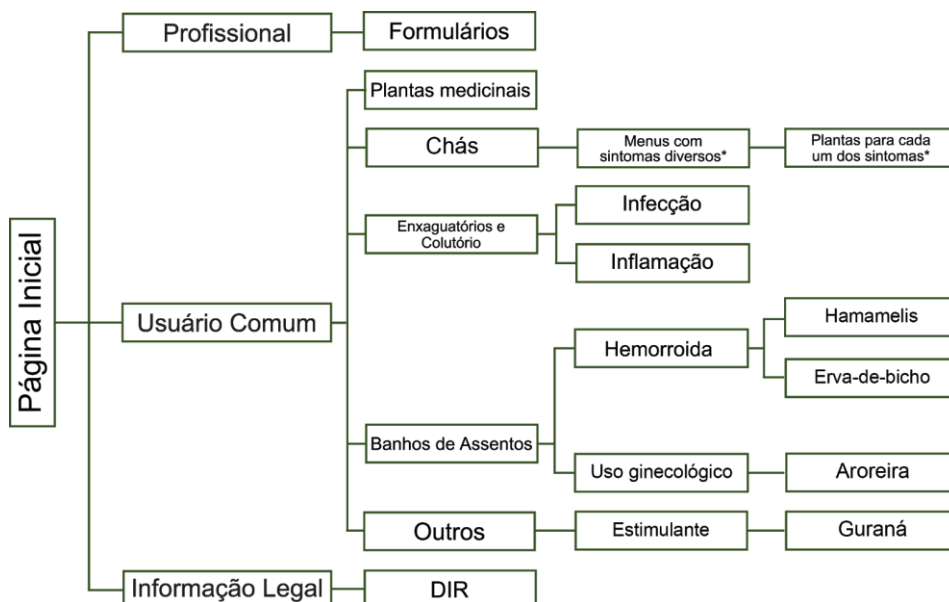 Página Inicial
Profissional
Formulários
Usuário Comum
Plantas medicinais
Chás
Menus com
sintomas diversos*
Plantas para cada
um dos sintomas*
Enxaguatórios e
Colutório
Infecção
Inflamação
Banhos de Assentos
Hemorroida
Hamamelis
Erva-de-bicho
Uso ginecológico
Aroreira
Outros
Estimulante
Guraná
Informação Legal
DIR